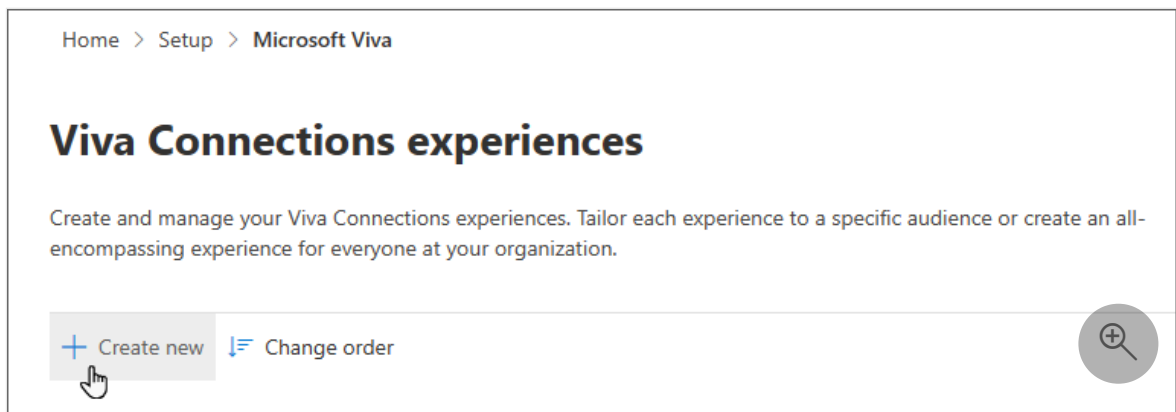 Home > Setup > Microsoft Viva
Viva Connections experiences
Create and manage your Viva Connections experiences. Tailor each experience to a specific audience or create an all-
encompassing experience for everyone at your organization.
Create new Change order